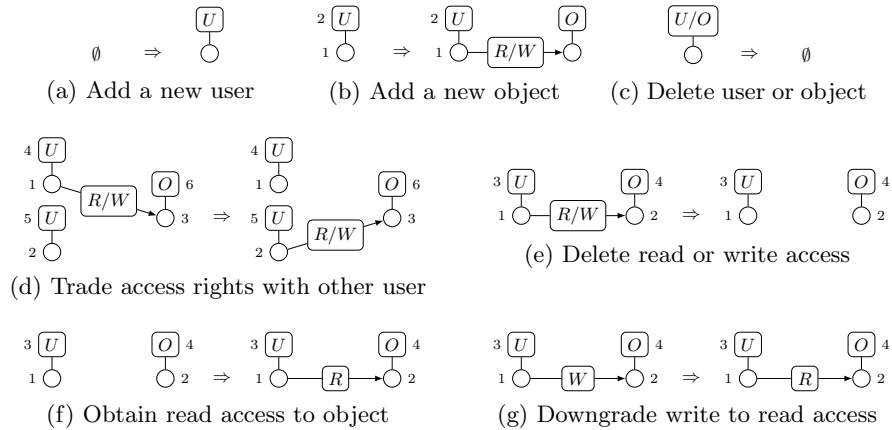 U
∅ ⇒
(a) Add a new user
2 U 2 U O
1 ⇒ 1 R/W
(b) Add a new object
U/O
⇒ ∅
(c) Delete user or object
4 U 4 U
1 O 6 1 O 6
R/W 3 ⇒ 3
5 U 5 U R/W
2 2
(d) Trade access rights with other user
3 U O 4 3 U O 4
1 R/W 2 ⇒ 1 2
(e) Delete read or write access
3 U O 4 3 U O 4
1 2 ⇒ 1 R 2
(f) Obtain read access to object
3 U O 4 3 U O 4
1 W 2 ⇒ 1 R 2
(g) Downgrade write to read access